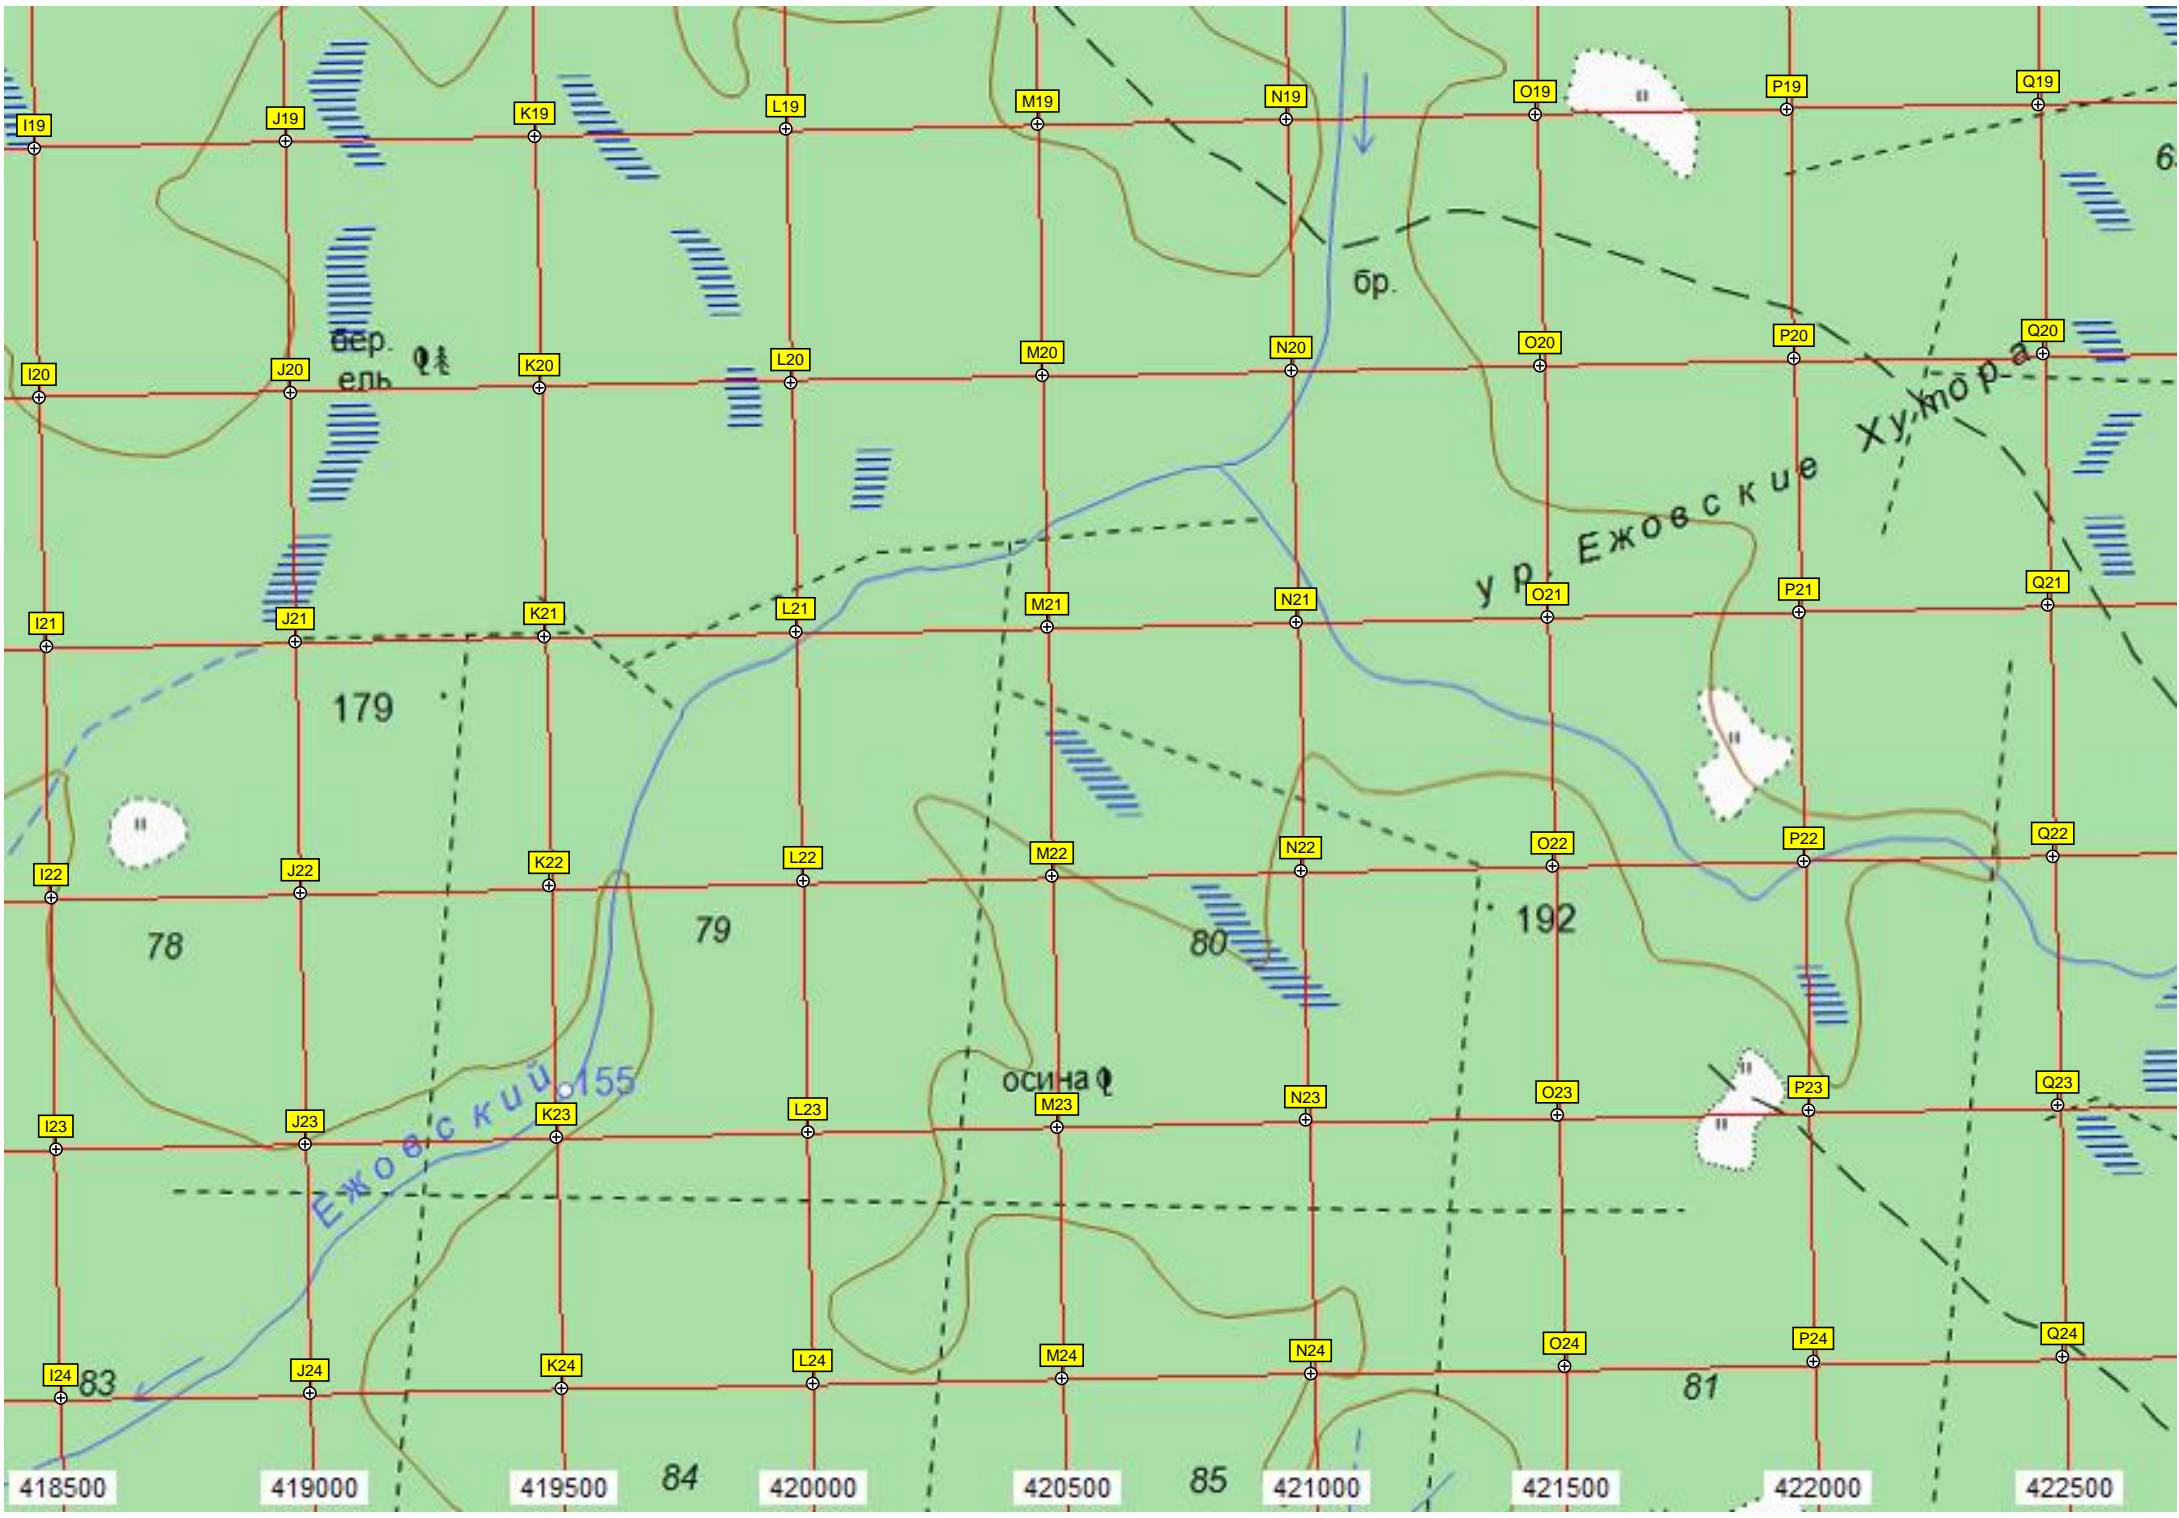 I19 J19 K19 L19 M19 N19 O19 P19 Q19
бр.
бер.
ель
I20 J20 K20 L20 M20 N20 O20 P20 Q20
ур. Ежовские Хутора
I21 J21 K21 L21 M21 N21 O21 P21 Q21
179
I22 J22 K22 L22 M22 N22 O22 P22 Q22
78 79 80 192
Ежовский 155
осина
I23 J23 K23 L23 M23 N23 O23 P23 Q23
I24 J24 K24 L24 M24 N24 O24 P24 Q24
83 81
84 85
418500 419000 419500 420000 420500 421000 421500 422000 422500